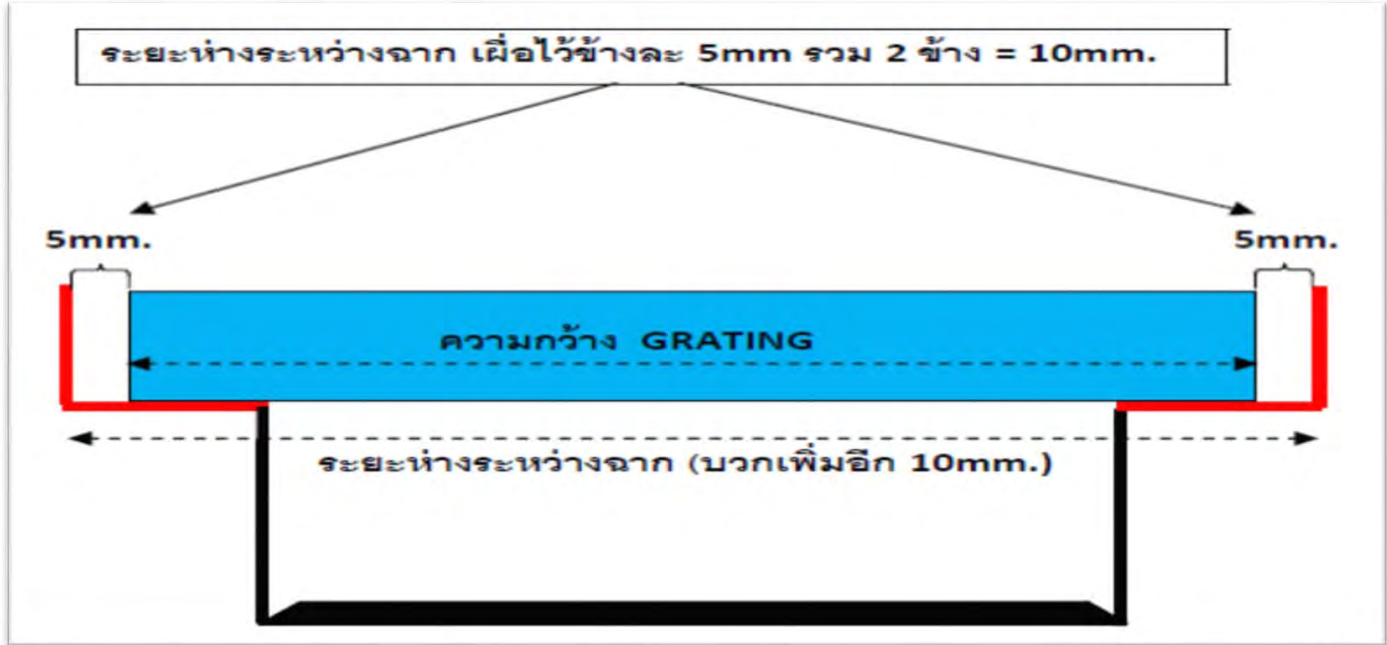 ระยะห่างระหว่างฉาก เผื่อไว้ข้างละ 5mm รวม 2 ข้าง = 10mm.
5mm.
5mm.
ความกว้าง GRATING
ระยะห่างระหว่างฉาก (บวกเพิ่มอีก 10mm.)